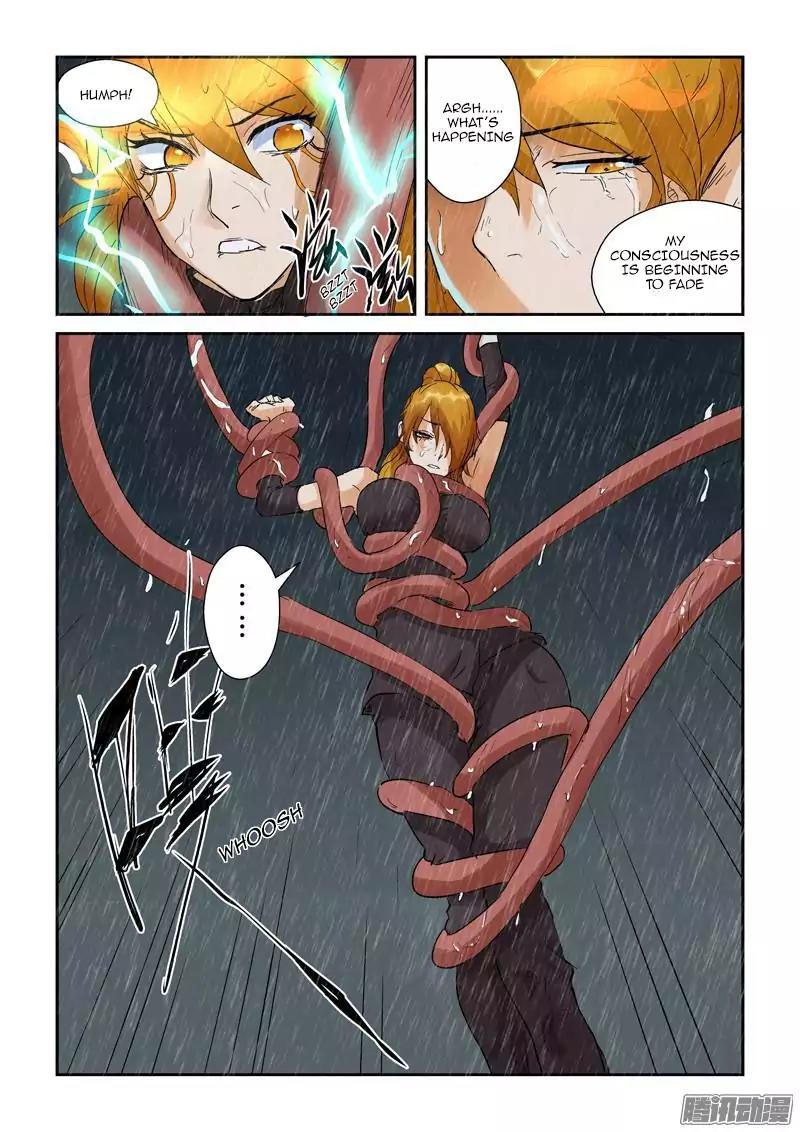 HUMPH!
BZZT
BZZT
ARGH......
WHAT'S
HAPPENING
MY
CONSCIOUSNESS
IS BEGINNING
TO FADE
......
WHOOSH
腾讯动漫